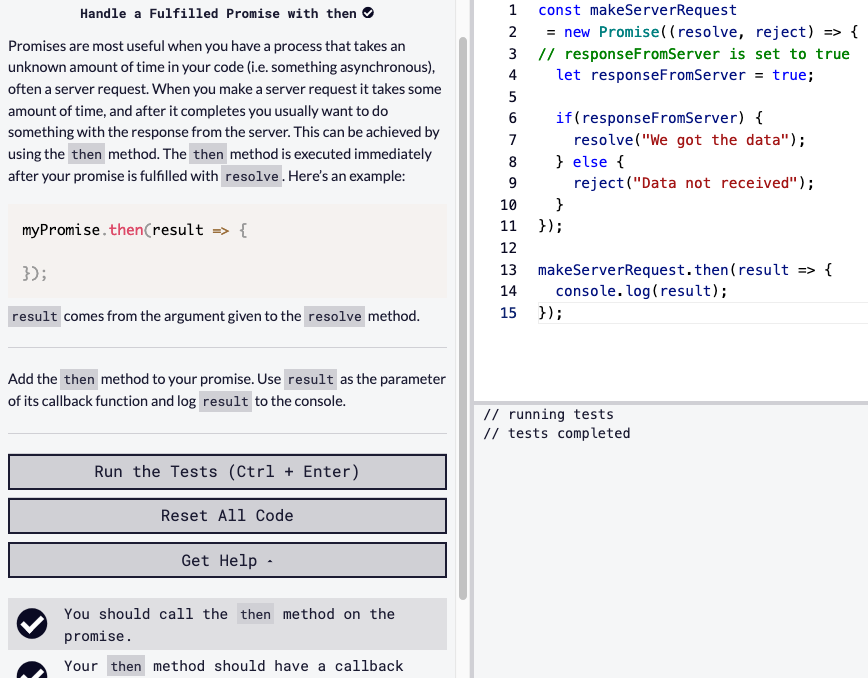 Handle a Fulfilled Promise with then
Promises are most useful when you have a process that takes an
unknown amount of time in your code (i.e. something asynchronous),
often a server request. When you make a server request it takes some
amount of time, and after it completes you usually want to do
something with the response from the server. This can be achieved by
using the then method. The then method is executed immediately
after your promise is fulfilled with resolve. Here's an example:
myPromise.then(result => {
});
result comes from the argument given to the resolve method.
Add the then method to your promise. Use result as the parameter
of its callback function and log result to the console.
Run the Tests (Ctrl + Enter)
Reset All Code
Get Help -
You should call the then method on the
promise.
Your then method should have a callback
1 const makeServerRequest
2 = new Promise((resolve, reject) => {
3 // responseFromServer is set to true
4 let responseFromServer = true;
5
6 if(responseFromServer) {
7 resolve("We got the data");
8 } else {
9 reject("Data not received");
10 }
11 });
12
13 makeServerRequest.then(result => {
14 console.log(result);
15 });
// running tests
// tests completed